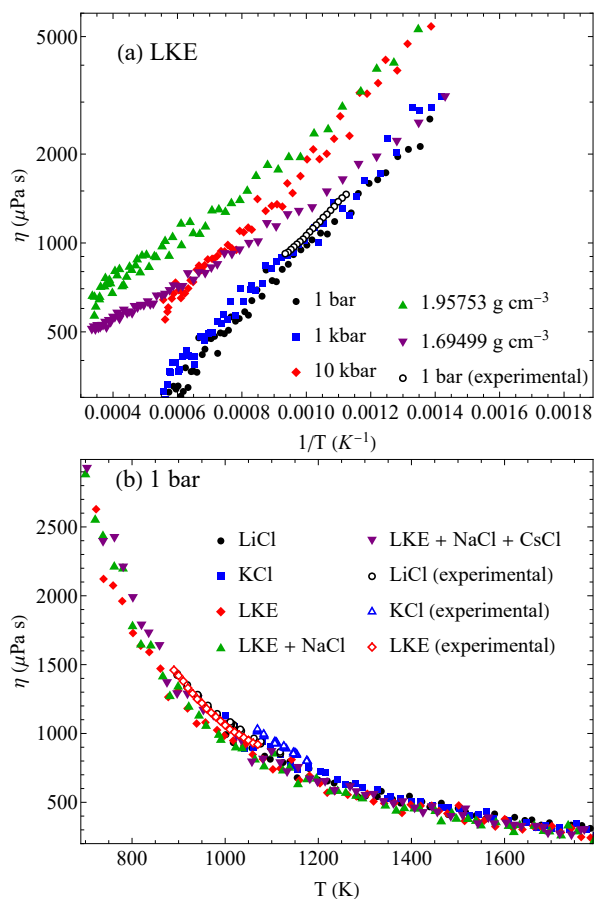 (a) LKE
5000
2000
1000
500
η (μPa s)
1 bar
1 kbar
10 kbar
1.95753 g cm⁻³
1.69499 g cm⁻³
1 bar (experimental)
0.0004 0.0006 0.0008 0.0010 0.0012 0.0014 0.0016 0.0018
1/T (K⁻¹)
(b) 1 bar
2500
2000
1500
1000
500
η (μPa s)
LiCl
KCl
LKE
LKE + NaCl
LKE + NaCl + CsCl
LiCl (experimental)
KCl (experimental)
LKE (experimental)
800 1000 1200 1400 1600
T (K)